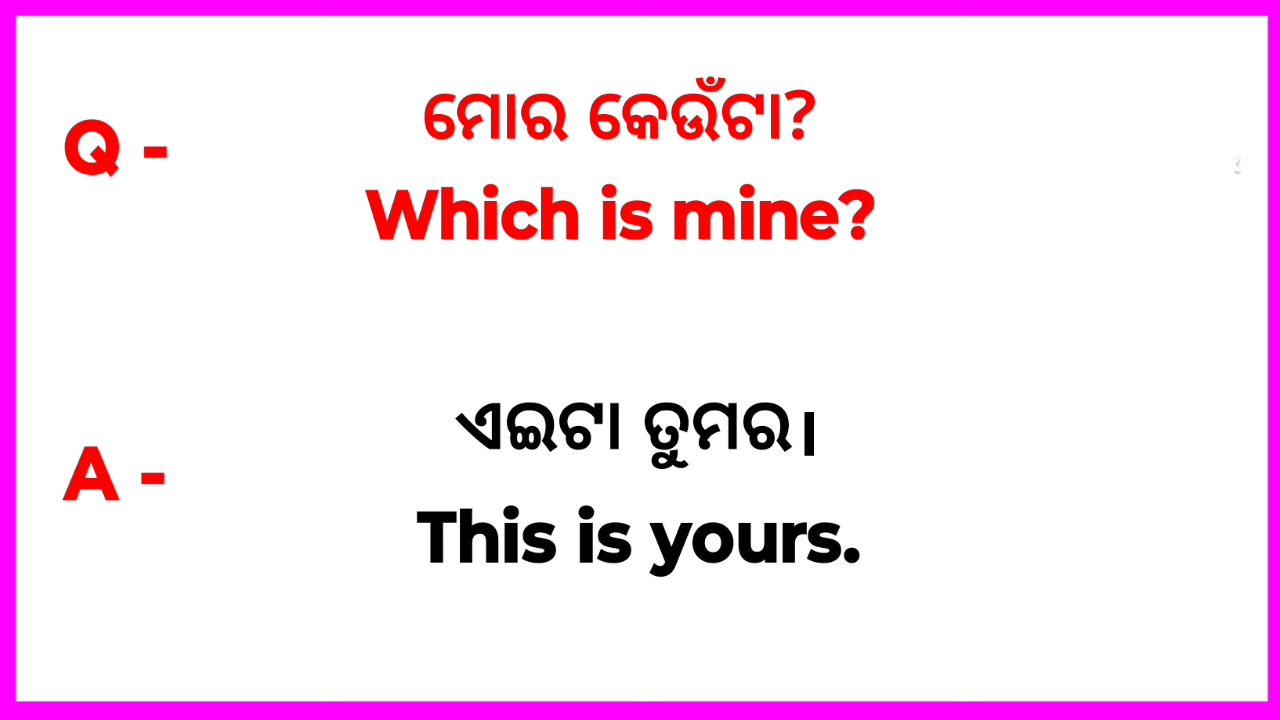 Q -
ମୋର କେଉଁଟା?
Which is mine?
A -
ଏଇଟା ତୁମର।
This is yours.